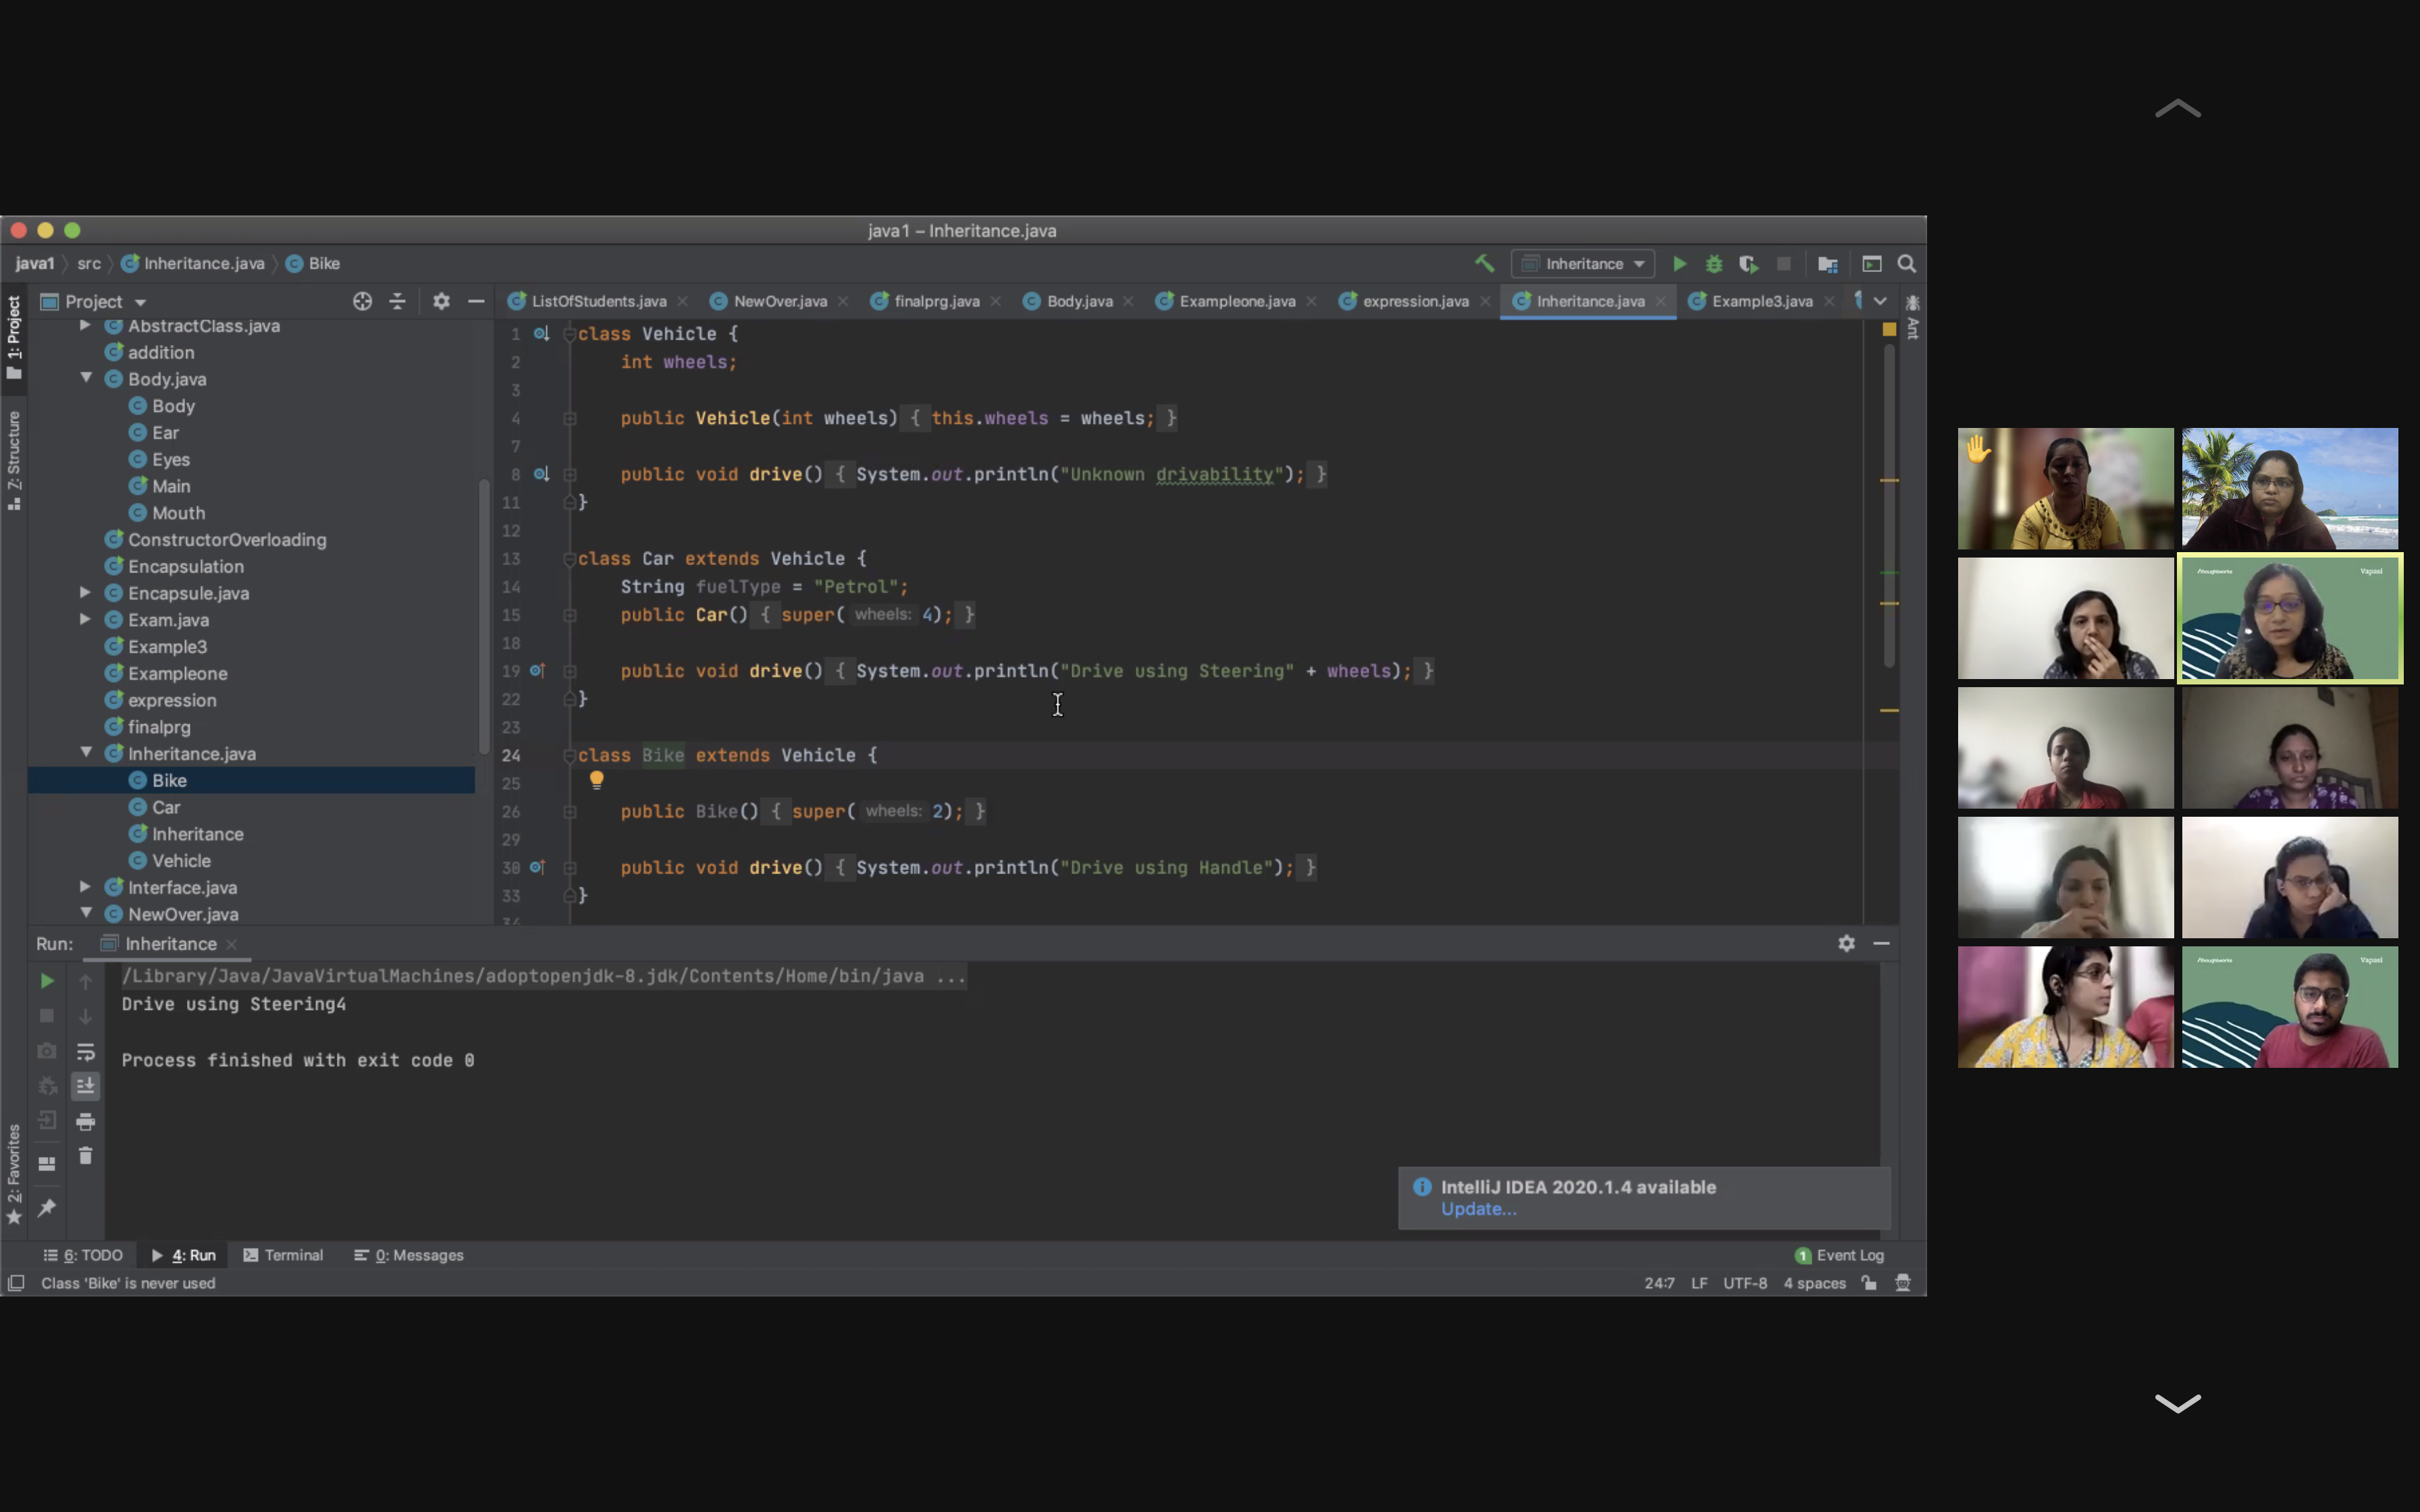 java1 – Inheritance.java
java1 src Inheritance.java Bike
Inheritance
Project
ListOfStudents.java NewOver.java finalprg.java Body.java Exampleone.java expression.java Inheritance.java Example3.java
1: Project
7: Structure
2: Favorites
Ant
AbstractClass.java
addition
Body.java
Body
Ear
Eyes
Main
Mouth
ConstructorOverloading
Encapsulation
Encapsule.java
Exam.java
Example3
Exampleone
expression
finalprg
Inheritance.java
Bike
Car
Inheritance
Vehicle
Interface.java
NewOver.java
1 class Vehicle {
2 int wheels;
3
4 public Vehicle(int wheels) { this.wheels = wheels; }
7
8 public void drive() { System.out.println("Unknown drivability"); }
11 }
12
13 class Car extends Vehicle {
14 String fuelType = "Petrol";
15 public Car() { super( wheels: 4); }
18
19 public void drive() { System.out.println("Drive using Steering" + wheels); }
22 }
23
24 class Bike extends Vehicle {
25
26 public Bike() { super( wheels: 2); }
29
30 public void drive() { System.out.println("Drive using Handle"); }
33 }
34
Run: Inheritance
/Library/Java/JavaVirtualMachines/adoptopenjdk-8.jdk/Contents/Home/bin/java ...
Drive using Steering4
Process finished with exit code 0
IntelliJ IDEA 2020.1.4 available
Update...
6: TODO 4: Run Terminal 0: Messages
1 Event Log
Class 'Bike' is never used
24:7 LF UTF-8 4 spaces
/thoughtworks Vapasi
/thoughtworks Vapasi